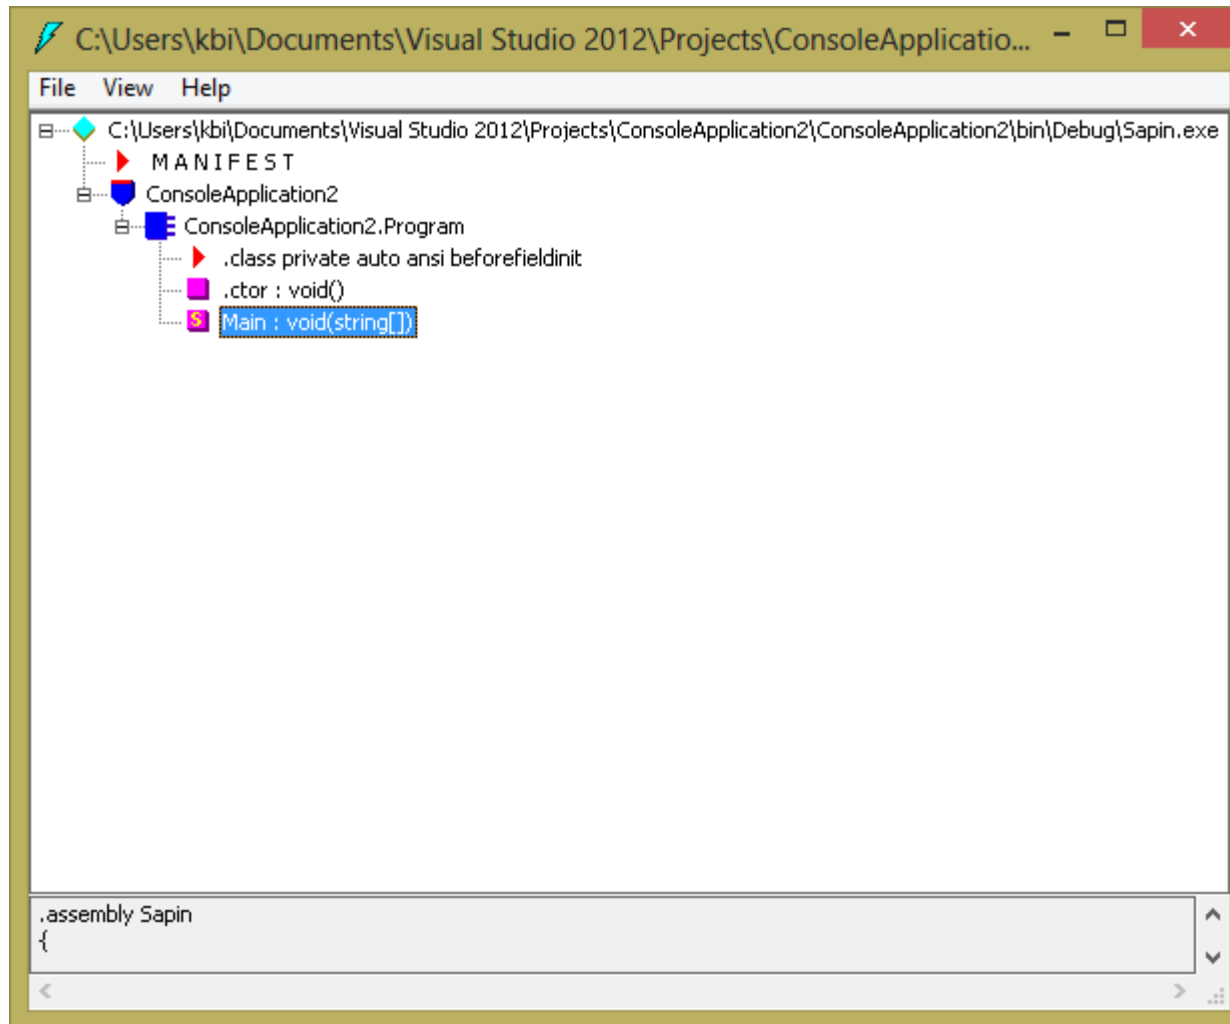 C:\Users\kbi\Documents\Visual Studio 2012\Projects\ConsoleApplicatio...
File View Help
C:\Users\kbi\Documents\Visual Studio 2012\Projects\ConsoleApplication2\ConsoleApplication2\bin\Debug\Sapin.exe
M A N I F E S T
ConsoleApplication2
ConsoleApplication2.Program
.class private auto ansi beforefieldinit
.ctor : void()
S Main : void(string[])
.assembly Sapin
{